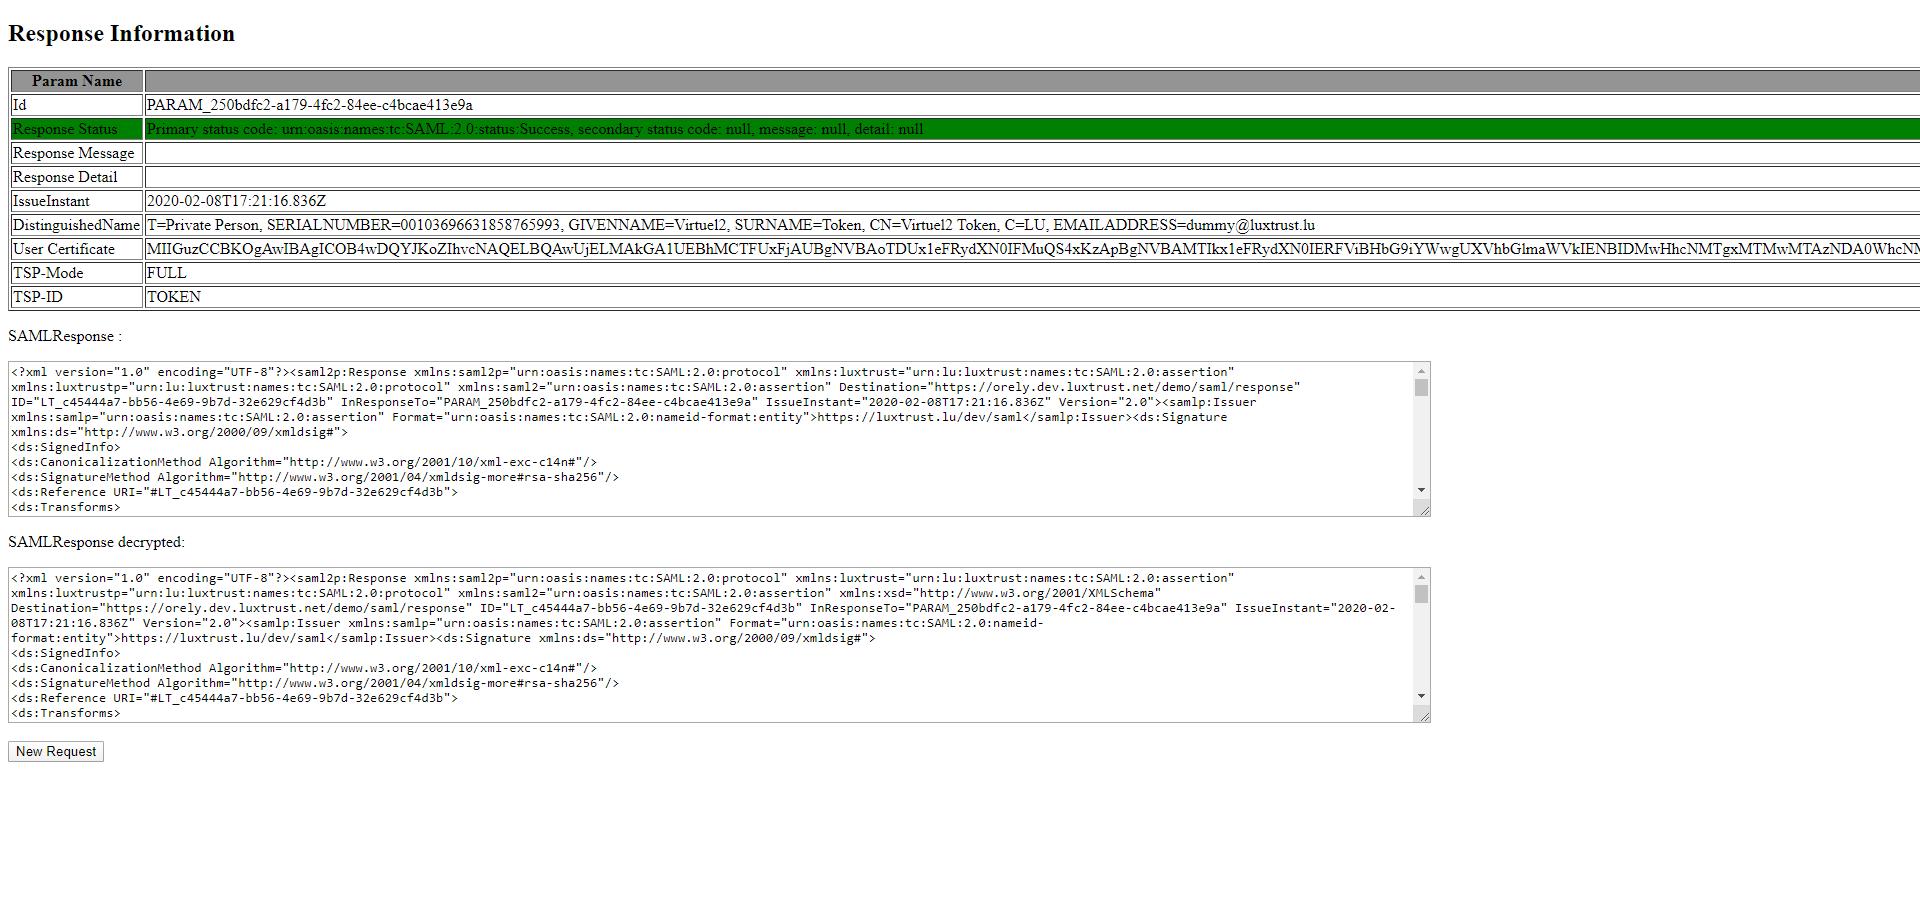 Response Information
Param Name
Id PARAM_250bdfc2-a179-4fc2-84ee-c4bcae413e9a
Response Status Primary status code: urn:oasis:names:tc:SAML:2.0:status:Success, secondary status code: null, message: null, detail: null
Response Message
Response Detail
IssueInstant 2020-02-08T17:21:16.836Z
DistinguishedName T=Private Person, SERIALNUMBER=00103696631858765993, GIVENNAME=Virtuel2, SURNAME=Token, CN=Virtuel2 Token, C=LU, EMAILADDRESS=dummy@luxtrust.lu
User Certificate MIIGuzCCBKOgAwIBAgICOB4wDQYJKoZIhvcNAQELBQAwUjELMAkGA1UEBhMCTFUxFjAUBgNVBAoTDUx1eFRydXN0IFMuQS4xKzApBgNVBAMTIkx1eFRydXN0IERFViBHbG9iYWwgUXVhbGlmaWVkIENBIDMwHhcNMTgxMTMwMTAzNDA0WhcNM
TSP-Mode FULL
TSP-ID TOKEN
SAMLResponse :
<?xml version="1.0" encoding="UTF-8"?><saml2p:Response xmlns:saml2p="urn:oasis:names:tc:SAML:2.0:protocol" xmlns:luxtrust="urn:lu:luxtrust:names:tc:SAML:2.0:assertion"
xmlns:luxtrustp="urn:lu:luxtrust:names:tc:SAML:2.0:protocol" xmlns:saml2="urn:oasis:names:tc:SAML:2.0:assertion" Destination="https://orely.dev.luxtrust.net/demo/saml/response"
ID="LT_c45444a7-bb56-4e69-9b7d-32e629cf4d3b" InResponseTo="PARAM_250bdfc2-a179-4fc2-84ee-c4bcae413e9a" IssueInstant="2020-02-08T17:21:16.836Z" Version="2.0"><samlp:Issuer
xmlns:samlp="urn:oasis:names:tc:SAML:2.0:assertion" Format="urn:oasis:names:tc:SAML:2.0:nameid-format:entity">https://luxtrust.lu/dev/saml</samlp:Issuer><ds:Signature
xmlns:ds="http://www.w3.org/2000/09/xmldsig#">
<ds:SignedInfo>
<ds:CanonicalizationMethod Algorithm="http://www.w3.org/2001/10/xml-exc-c14n#"/>
<ds:SignatureMethod Algorithm="http://www.w3.org/2001/04/xmldsig-more#rsa-sha256"/>
<ds:Reference URI="#LT_c45444a7-bb56-4e69-9b7d-32e629cf4d3b">
<ds:Transforms>
SAMLResponse decrypted:
<?xml version="1.0" encoding="UTF-8"?><saml2p:Response xmlns:saml2p="urn:oasis:names:tc:SAML:2.0:protocol" xmlns:luxtrust="urn:lu:luxtrust:names:tc:SAML:2.0:assertion"
xmlns:luxtrustp="urn:lu:luxtrust:names:tc:SAML:2.0:protocol" xmlns:saml2="urn:oasis:names:tc:SAML:2.0:assertion" xmlns:xsd="http://www.w3.org/2001/XMLSchema"
Destination="https://orely.dev.luxtrust.net/demo/saml/response" ID="LT_c45444a7-bb56-4e69-9b7d-32e629cf4d3b" InResponseTo="PARAM_250bdfc2-a179-4fc2-84ee-c4bcae413e9a" IssueInstant="2020-02-
08T17:21:16.836Z" Version="2.0"><samlp:Issuer xmlns:samlp="urn:oasis:names:tc:SAML:2.0:assertion" Format="urn:oasis:names:tc:SAML:2.0:nameid-
format:entity">https://luxtrust.lu/dev/saml</samlp:Issuer><ds:Signature xmlns:ds="http://www.w3.org/2000/09/xmldsig#">
<ds:SignedInfo>
<ds:CanonicalizationMethod Algorithm="http://www.w3.org/2001/10/xml-exc-c14n#"/>
<ds:SignatureMethod Algorithm="http://www.w3.org/2001/04/xmldsig-more#rsa-sha256"/>
<ds:Reference URI="#LT_c45444a7-bb56-4e69-9b7d-32e629cf4d3b">
<ds:Transforms>
New Request